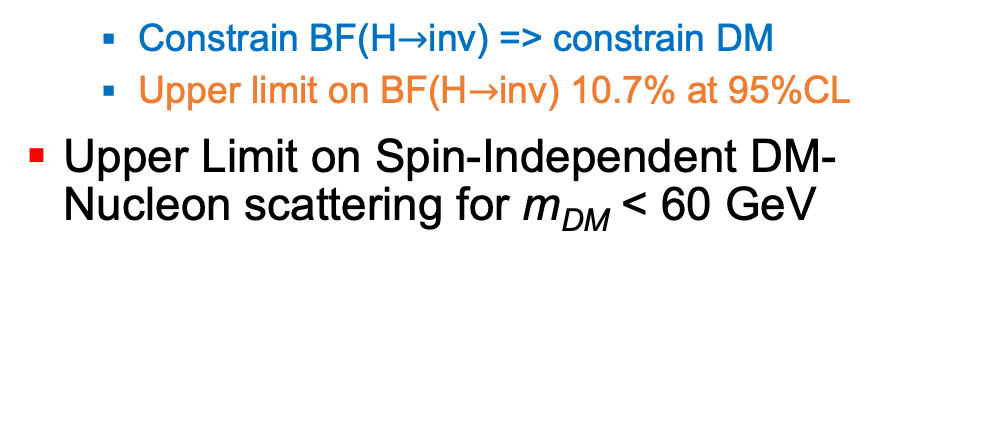 ▪ Constrain BF(H→inv) => constrain DM
▪ Upper limit on BF(H→inv) 10.7% at 95%CL
▪ Upper Limit on Spin-Independent DM-
Nucleon scattering for m_DM < 60 GeV